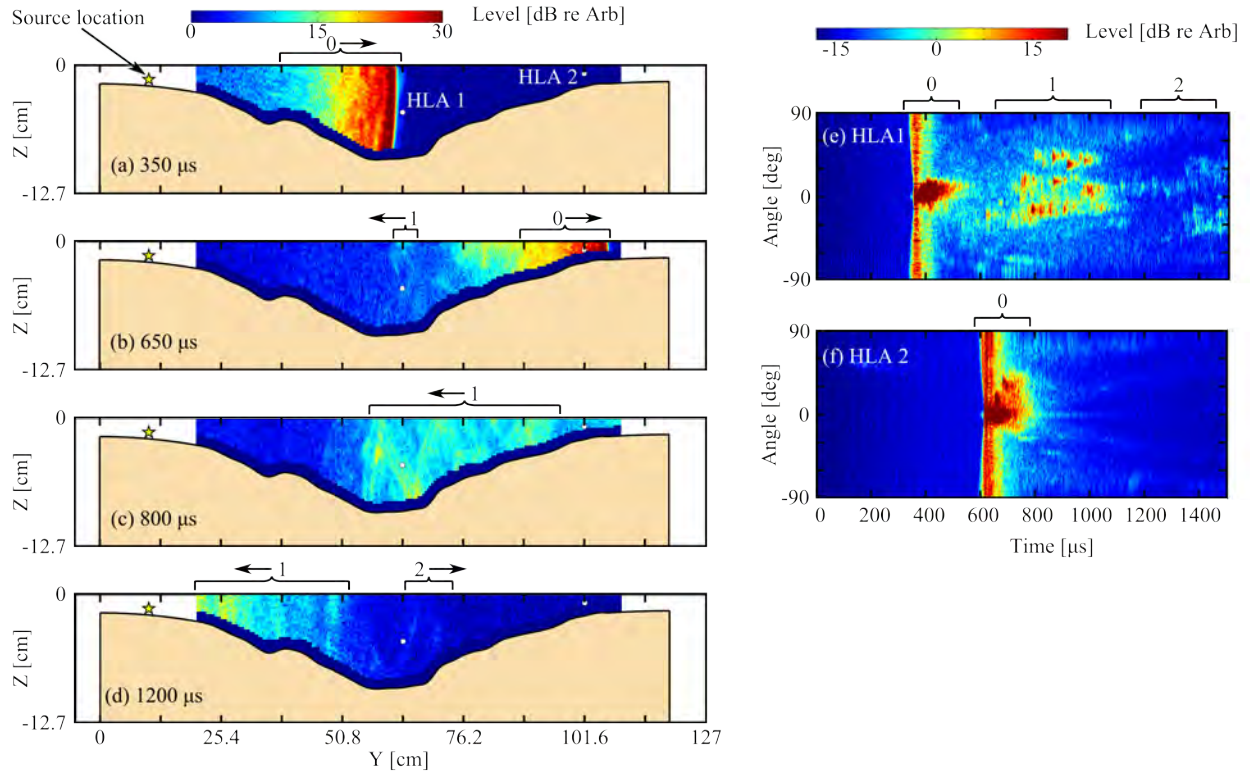 Source location
Level [dB re Arb]
0 15 30
0
Z [cm]
0
-12.7
HLA 1
HLA 2
(a) 350 μs
1
0
Z [cm]
0
-12.7
(b) 650 μs
1
Z [cm]
0
-12.7
(c) 800 μs
1
2
Z [cm]
0
-12.7
(d) 1200 μs
0 25.4 50.8 76.2 101.6 127
Y [cm]
Level [dB re Arb]
-15 0 15
0 1 2
Angle [deg]
90
0
-90
(e) HLA1
0
Angle [deg]
90
0
-90
(f) HLA 2
0 200 400 600 800 1000 1200 1400
Time [μs]